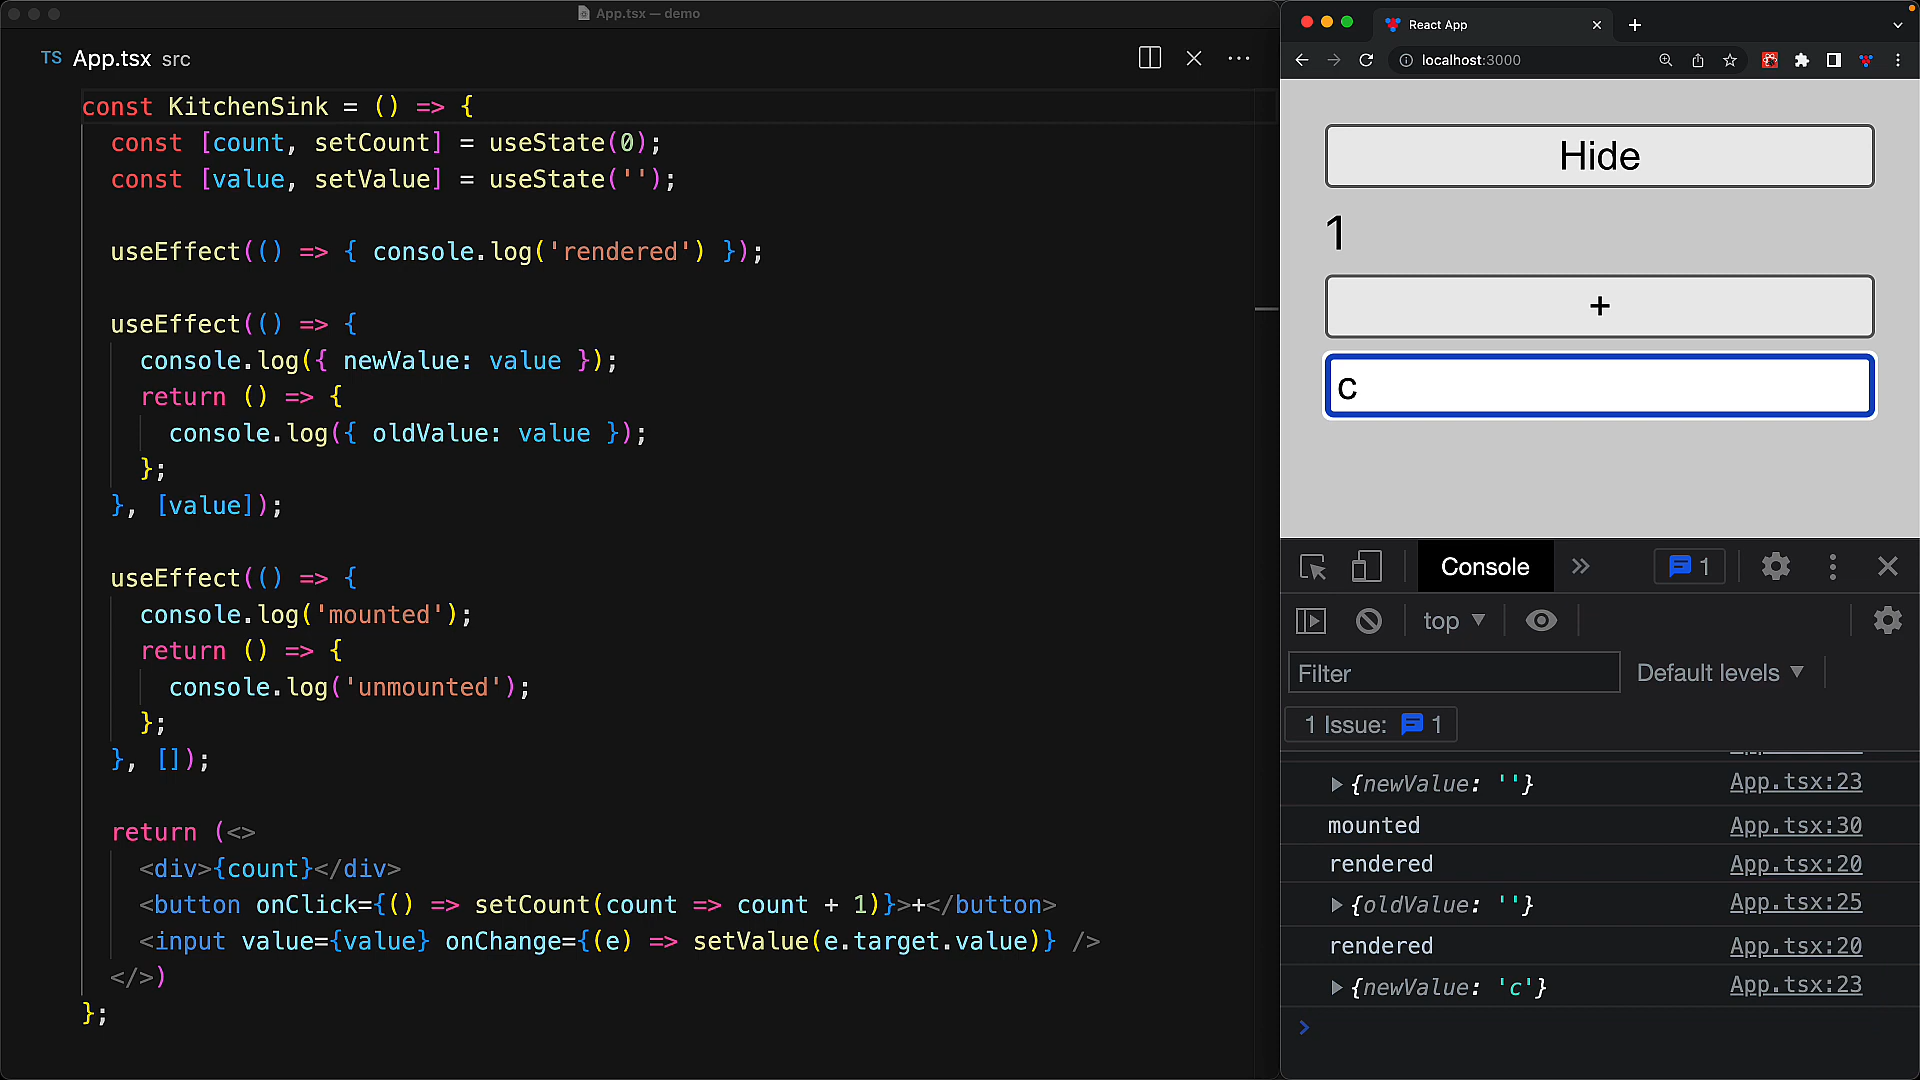 App.tsx — demo
TS App.tsx src
const KitchenSink = () => {
const [count, setCount] = useState(0);
const [value, setValue] = useState('');
useEffect(() => { console.log('rendered') });
useEffect(() => {
console.log({ newValue: value });
return () => {
console.log({ oldValue: value });
};
}, [value]);
useEffect(() => {
console.log('mounted');
return () => {
console.log('unmounted');
};
}, []);
return (<>
<div>{count}</div>
<button onClick={() => setCount(count => count + 1)}>+</button>
<input value={value} onChange={(e) => setValue(e.target.value)} />
</>)
};
React App
localhost:3000
Hide
1
+
c
Console
1
top
Filter
Default levels
1 Issue: 1
{newValue: ''} App.tsx:23
mounted App.tsx:30
rendered App.tsx:20
{oldValue: ''} App.tsx:25
rendered App.tsx:20
{newValue: 'c'} App.tsx:23